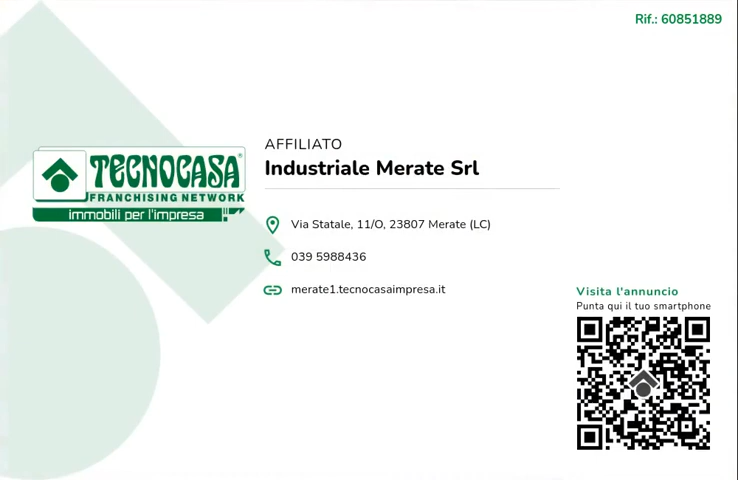 Rif.: 60851889
AFFILIATO
Industriale Merate Srl
TECNOCASA®
FRANCHISING NETWORK
immobili per l'impresa
Via Statale, 11/O, 23807 Merate (LC)
039 5988436
merate1.tecnocasaimpresa.it
Visita l'annuncio
Punta qui il tuo smartphone